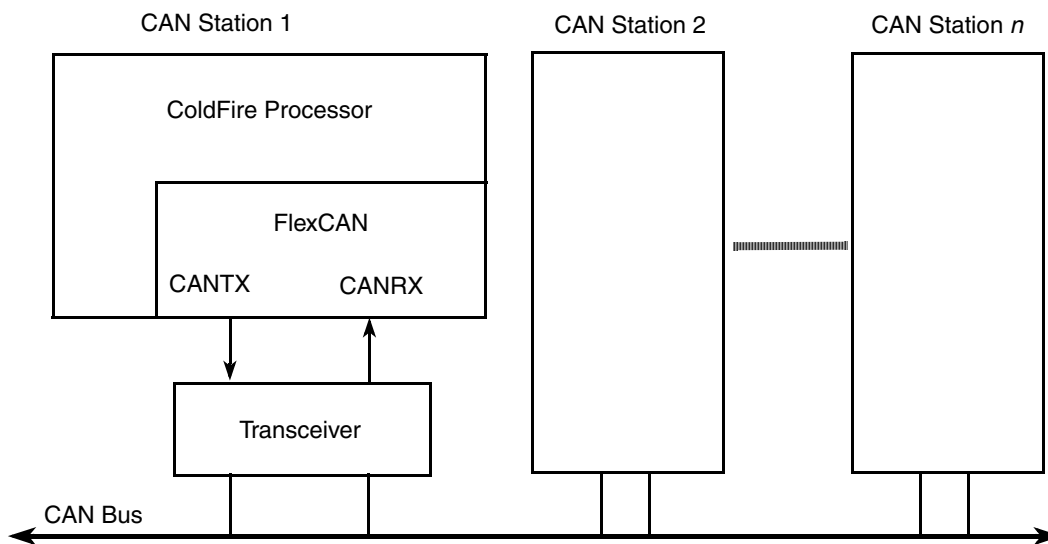 CAN Station 1
CAN Station 2
CAN Station n
ColdFire Processor
FlexCAN
CANTX
CANRX
Transceiver
CAN Bus